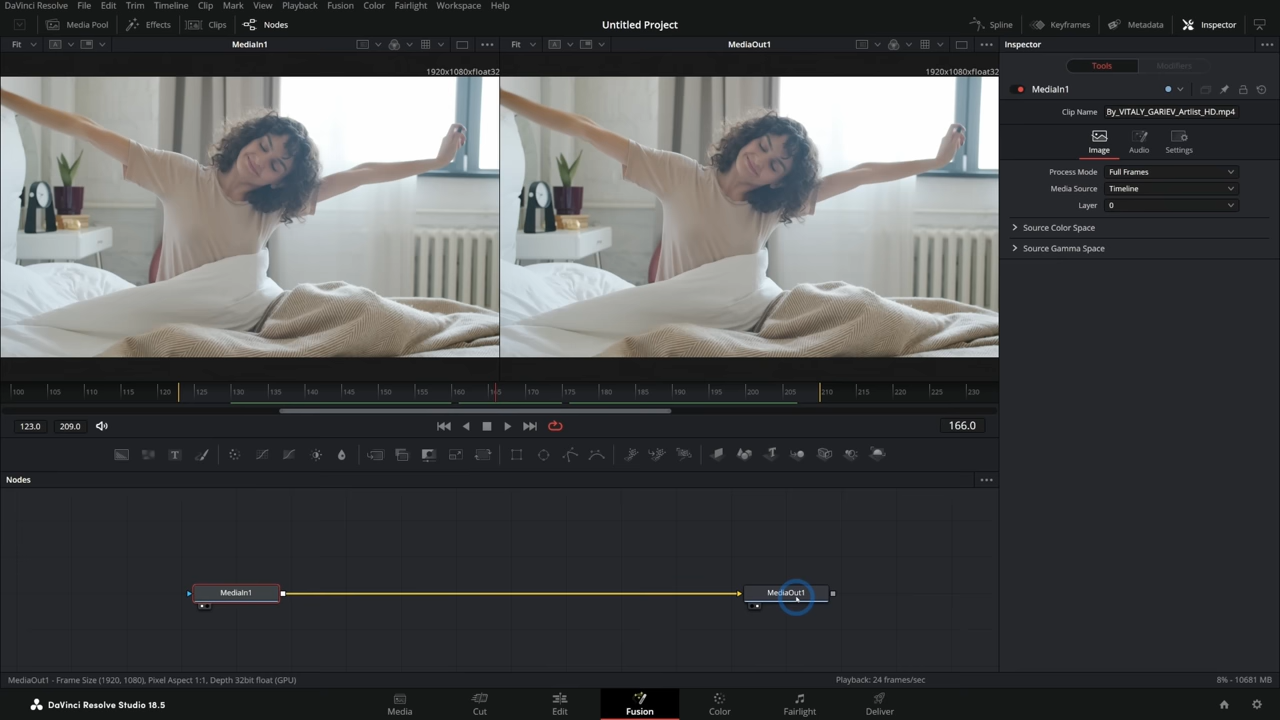 DaVinci Resolve File Edit Trim Timeline Clip Mark View Playback Fusion Color Fairlight Workspace Help
Media Pool Effects Clips Nodes Untitled Project Spline Keyframes Metadata Inspector
Fit MediaIn1 Fit MediaOut1 Inspector
1920x1080xfloat32 1920x1080xfloat32
Tools Modifiers
MediaIn1
Clip Name By_VITALY_GARIEV_Artlist_HD.mp4
Image Audio Settings
Process Mode Full Frames
Media Source Timeline
Layer 0
Source Color Space
Source Gamma Space
100 105 110 115 120 125 130 135 140 145 150 155 160 165 170 175 180 185 190 195 200 205 210 215 220 225 230
123.0 209.0 166.0
Nodes
MediaIn1 MediaOut1
MediaOut1 - Frame Size (1920, 1080), Pixel Aspect 1:1, Depth 32bit float (GPU) Playback: 24 frames/sec 8% - 10681 MB
DaVinci Resolve Studio 18.5 Media Cut Edit Fusion Color Fairlight Deliver